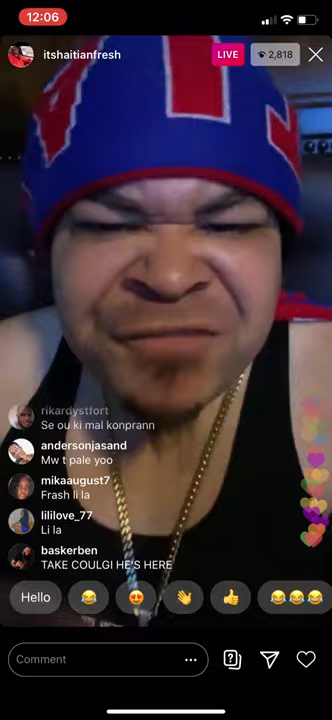 12:06
itshaitianfresh
LIVE
2,818
rikardystfort
Se ou ki mal konprann
andersonjasand
Mw t pale yoo
mikaaugust7
Frash li la
lililove_77
Li la
baskerben
TAKE COULGI HE'S HERE
Hello
Comment